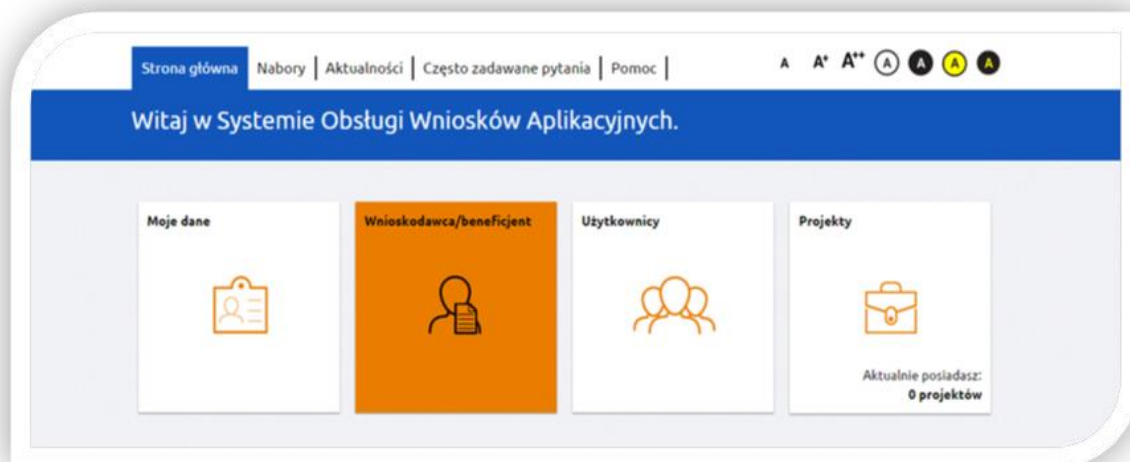 Strona główna Nabory Aktualności Często zadawane pytania Pomoc A A+ A++ A A A A
Witaj w Systemie Obsługi Wniosków Aplikacyjnych.
Moje dane Wnioskodawca/beneficjent Użytkownicy Projekty
Aktualnie posiadasz:
0 projektów